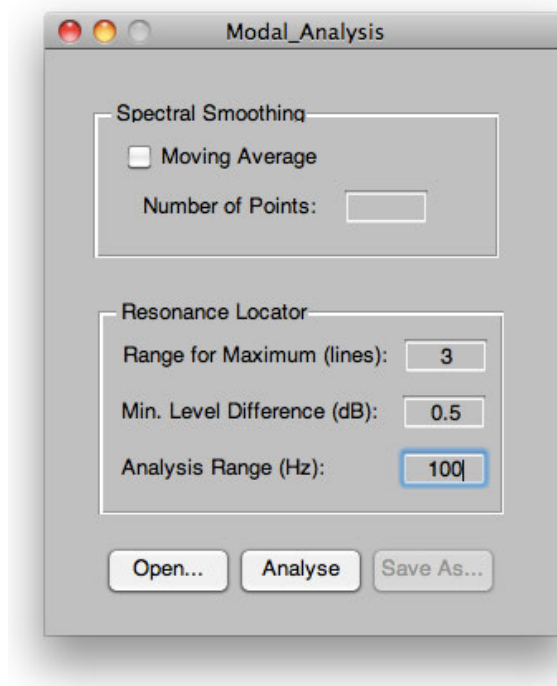 Modal_Analysis
Spectral Smoothing
Moving Average
Number of Points:
Resonance Locator
Range for Maximum (lines): 3
Min. Level Difference (dB): 0.5
Analysis Range (Hz): 100
Open... Analyse Save As...